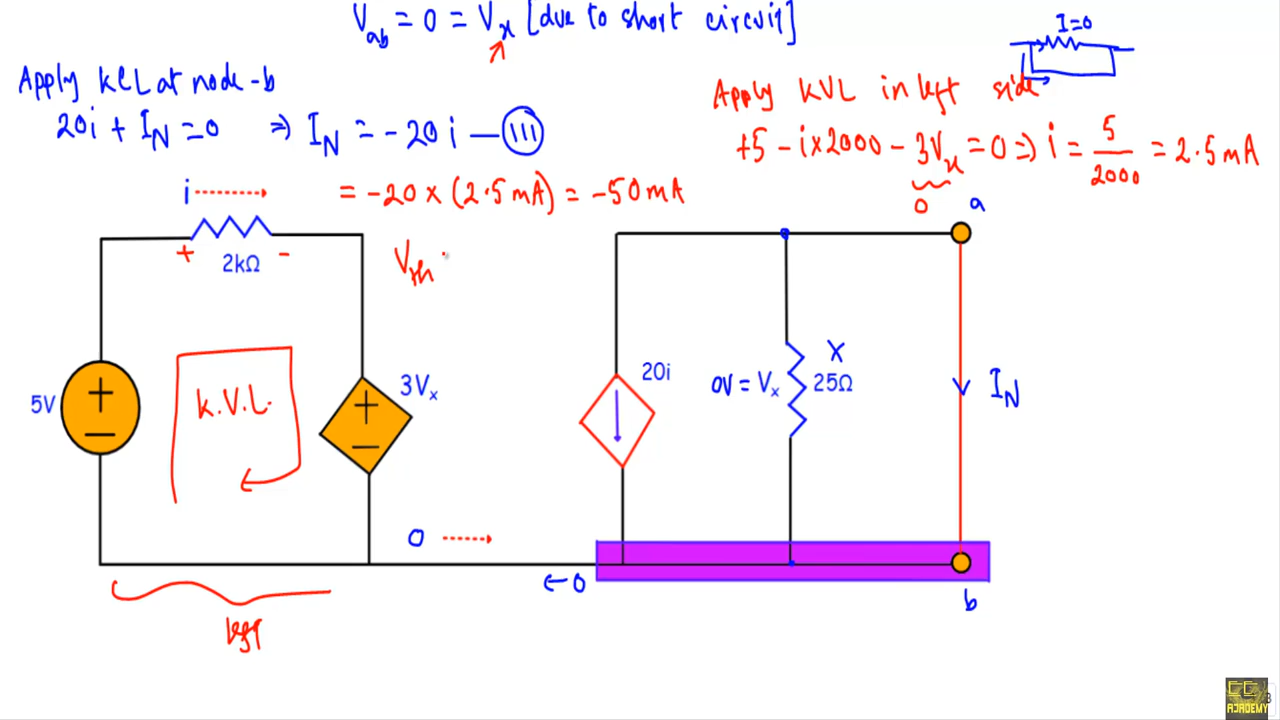 Vab = 0 = Vx [due to short circuit]
I=0
Apply KCL at node-b
20i + IN = 0 ⇒ IN = -20i — (III)
= -20 × (2.5mA) = -50mA
Apply KVL in left side
+5 - i×2000 - 3Vx = 0 ⇒ i = 5/2000 = 2.5mA
0
a
i
+ 2kΩ -
Vth
5V
+
−
K.V.L.
+
−
3Vx
20i
0V = Vx
X
25Ω
IN
0
←0
b
left
EC ACADEMY